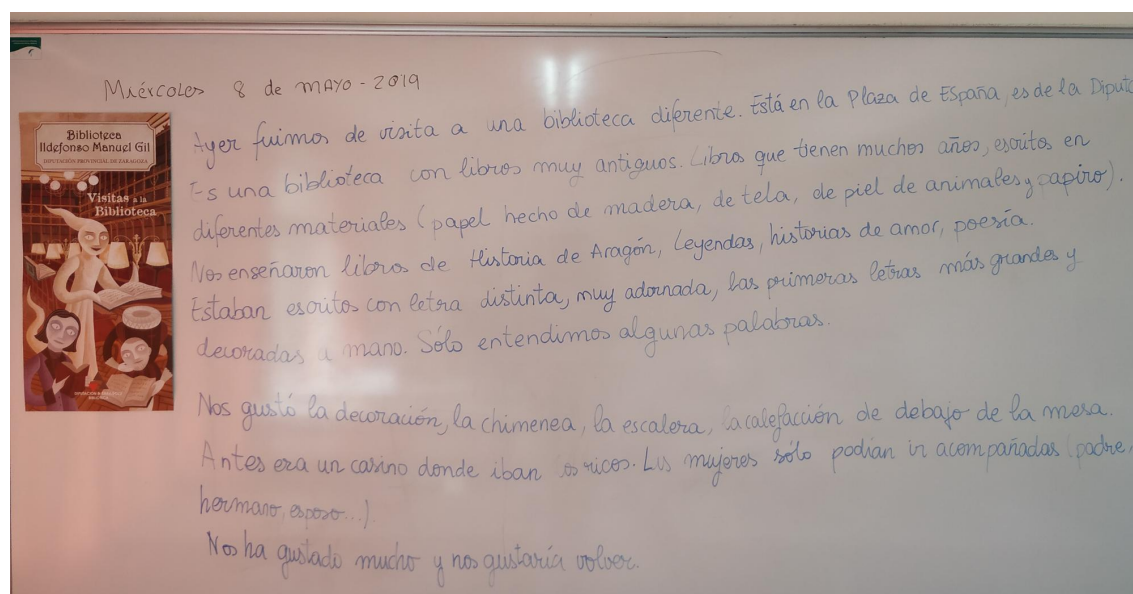 Miércoles 8 de MAYO - 2019
Biblioteca
Ildefonso Manuel Gil
DIPUTACIÓN PROVINCIAL DE ZARAGOZA
Visitas a la
Biblioteca
Ayer fuimos de visita a una biblioteca diferente. Está en la Plaza de España, es de la Diputa
Es una biblioteca con libros muy antiguos. Libros que tienen muchos años, escritos en
diferentes materiales (papel hecho de madera, de tela, de piel de animales y papiro).
Nos enseñaron libros de Historia de Aragón, Leyendas, historias de amor, poesía.
Estaban escritos con letra distinta, muy adornada, las primeras letras más grandes y
decoradas a mano. Sólo entendimos algunas palabras.
Nos gustó la decoración, la chimenea, la escalera, la calefacción de debajo de la mesa.
Antes era un casino donde iban los ricos. Las mujeres sólo podían ir acompañadas (padre,
hermano, esposo...).
Nos ha gustado mucho y nos gustaría volver.